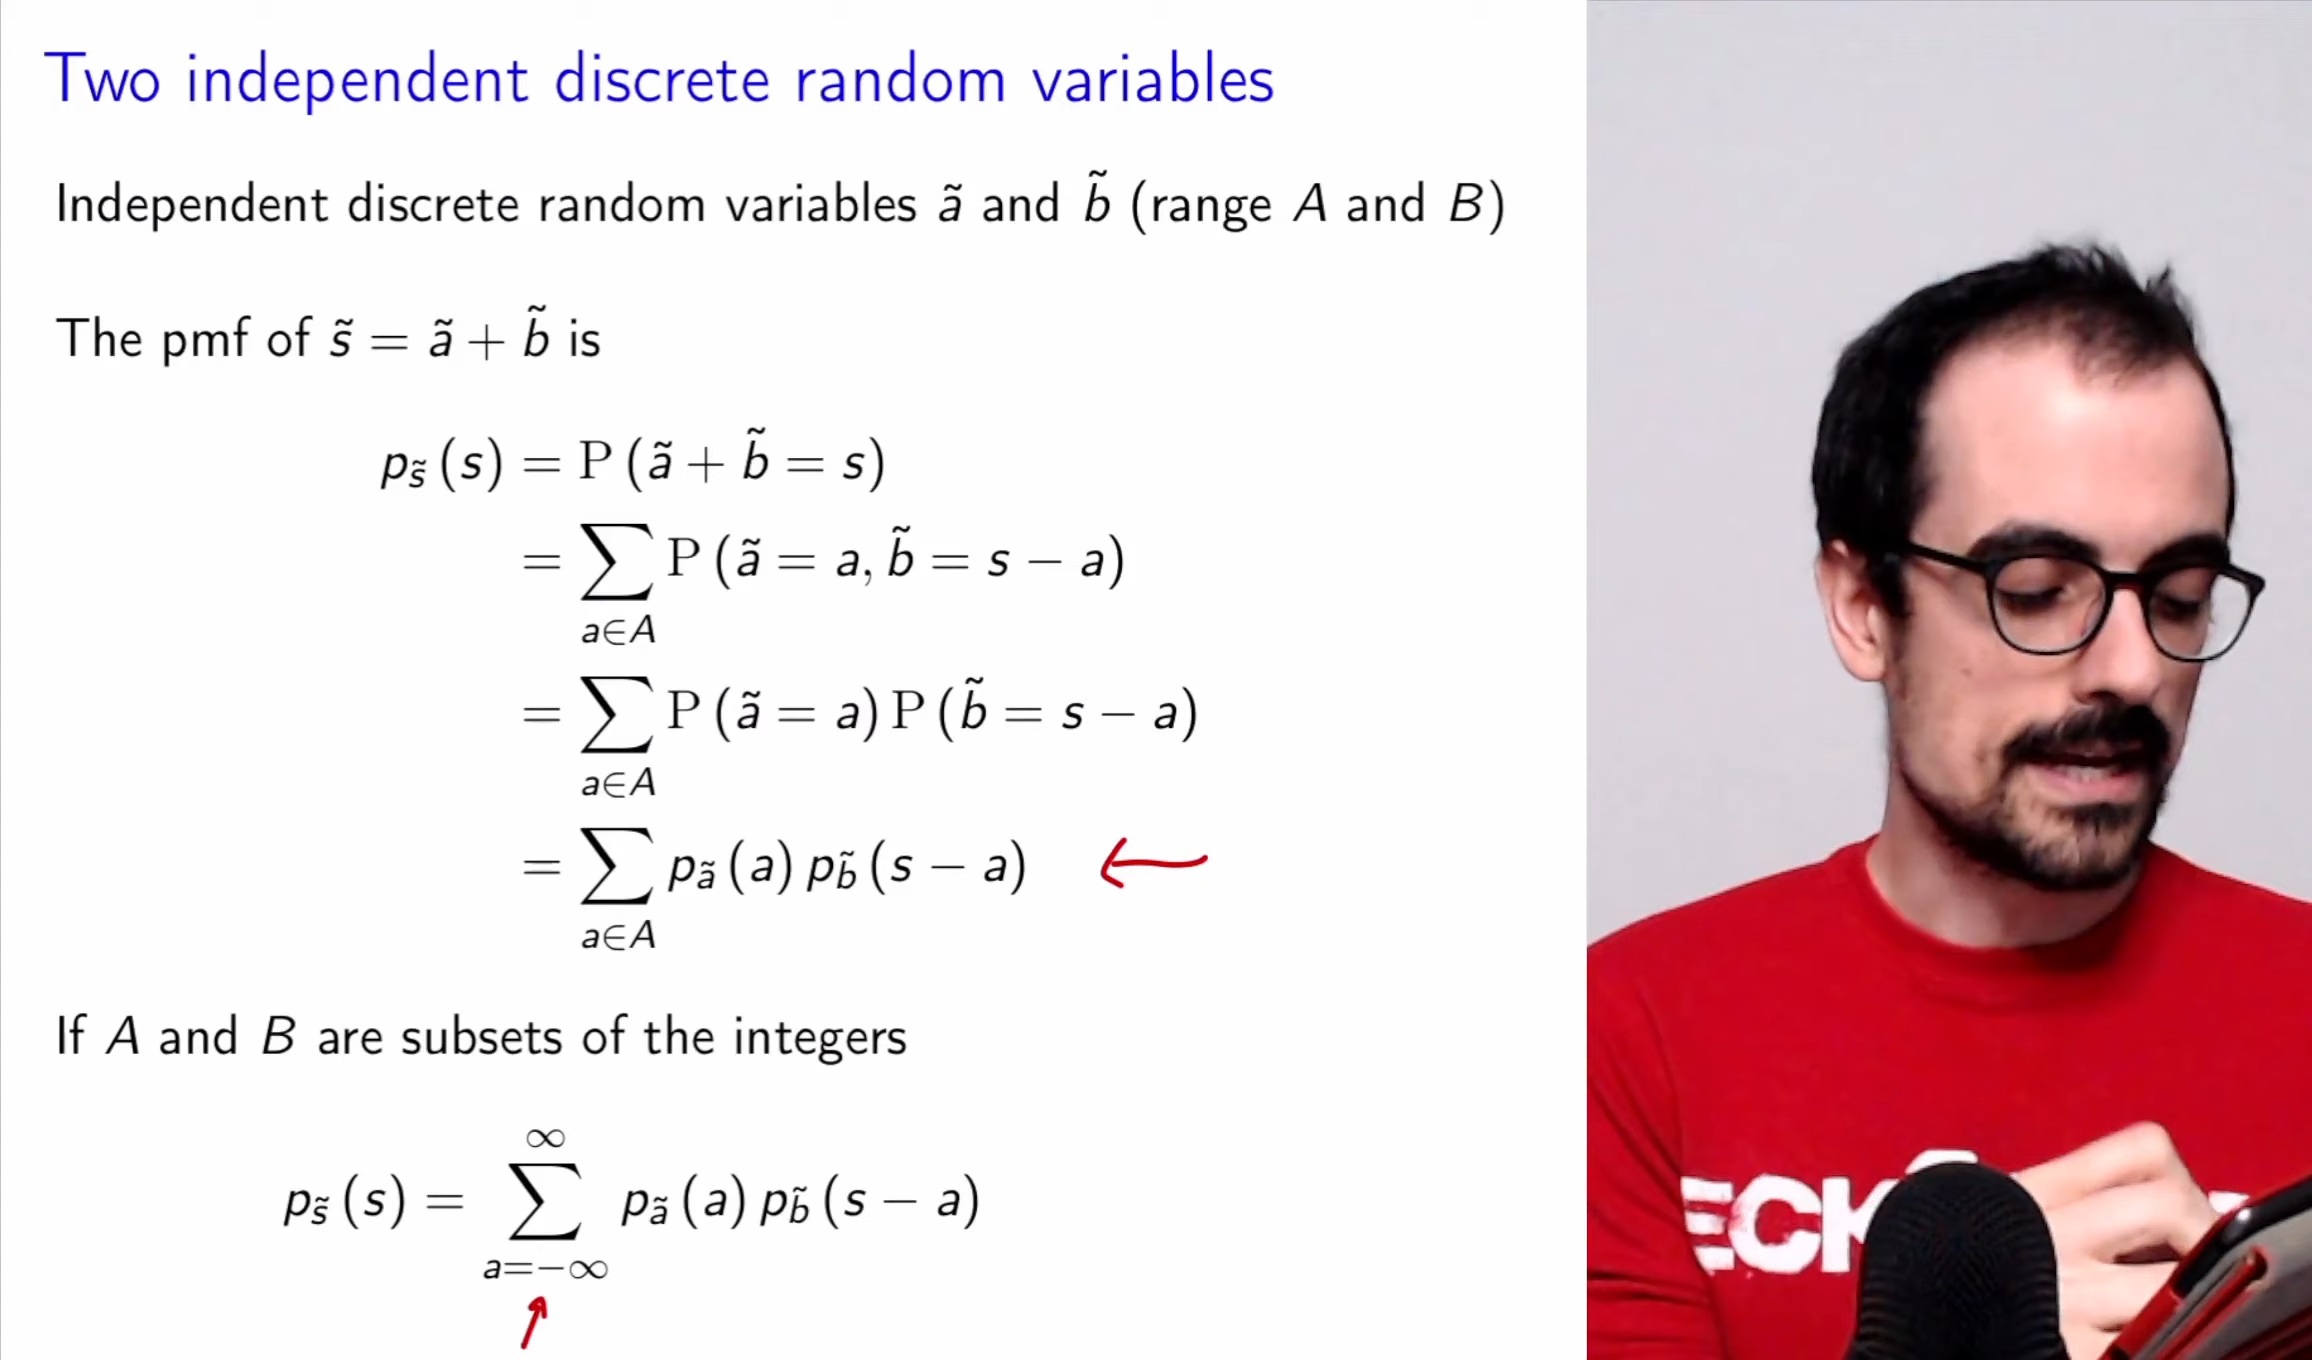 Two independent discrete random variables
Independent discrete random variables ã and b̃ (range A and B)
The pmf of s̃ = ã + b̃ is
p_s̃ (s) = P (ã + b̃ = s)
= ∑_{a∈A} P (ã = a, b̃ = s − a)
= ∑_{a∈A} P (ã = a) P (b̃ = s − a)
= ∑_{a∈A} p_ã (a) p_b̃ (s − a)
If A and B are subsets of the integers
p_s̃ (s) = ∑_{a=−∞}^{∞} p_ã (a) p_b̃ (s − a)
ECK